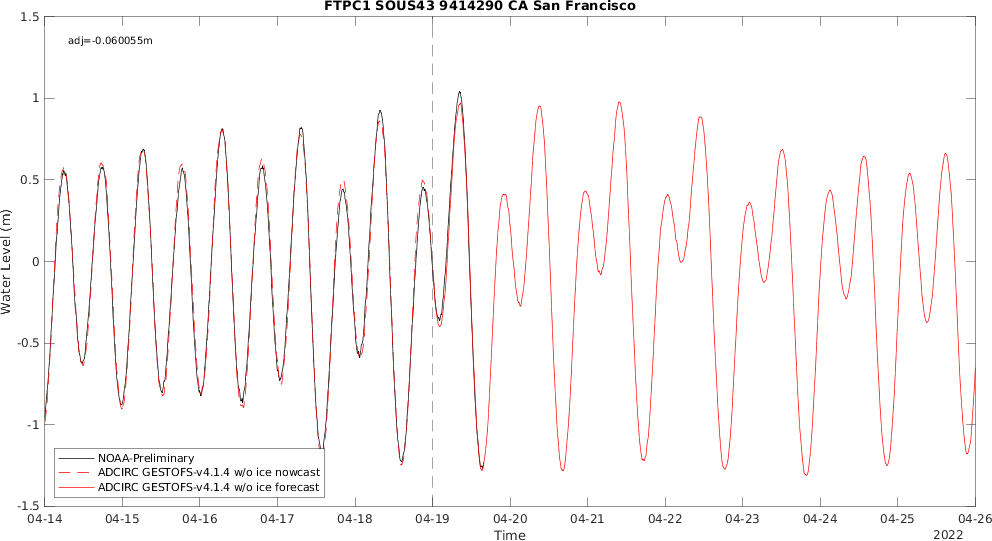 FTPC1 SOUS43 9414290 CA San Francisco
adj=-0.060055m
1.5
1
0.5
0
-0.5
-1
-1.5
Water Level (m)
NOAA-Preliminary
ADCIRC GESTOFS-v4.1.4 w/o ice nowcast
ADCIRC GESTOFS-v4.1.4 w/o ice forecast
04-14 04-15 04-16 04-17 04-18 04-19 04-20 04-21 04-22 04-23 04-24 04-25 04-26
Time
2022